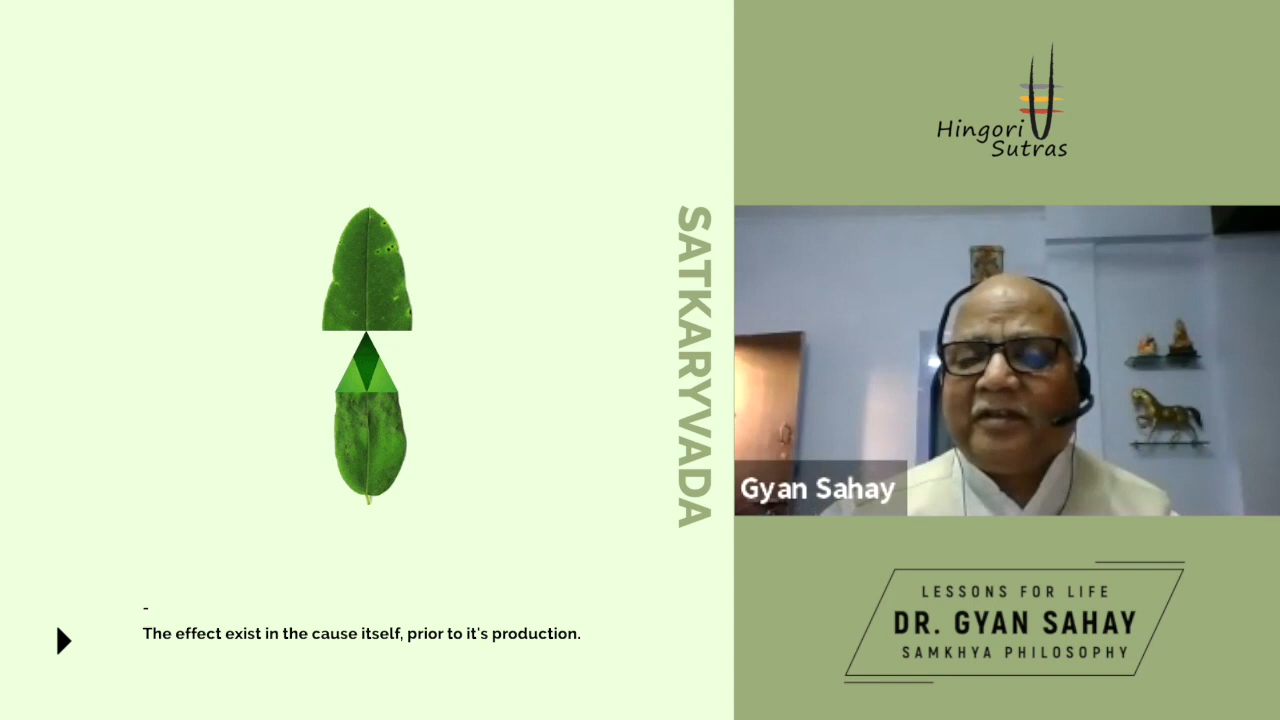 SATKARYVADA
-
The effect exist in the cause itself, prior to it's production.
Hingori
Sutras
Gyan Sahay
LESSONS FOR LIFE
DR. GYAN SAHAY
SAMKHYA PHILOSOPHY